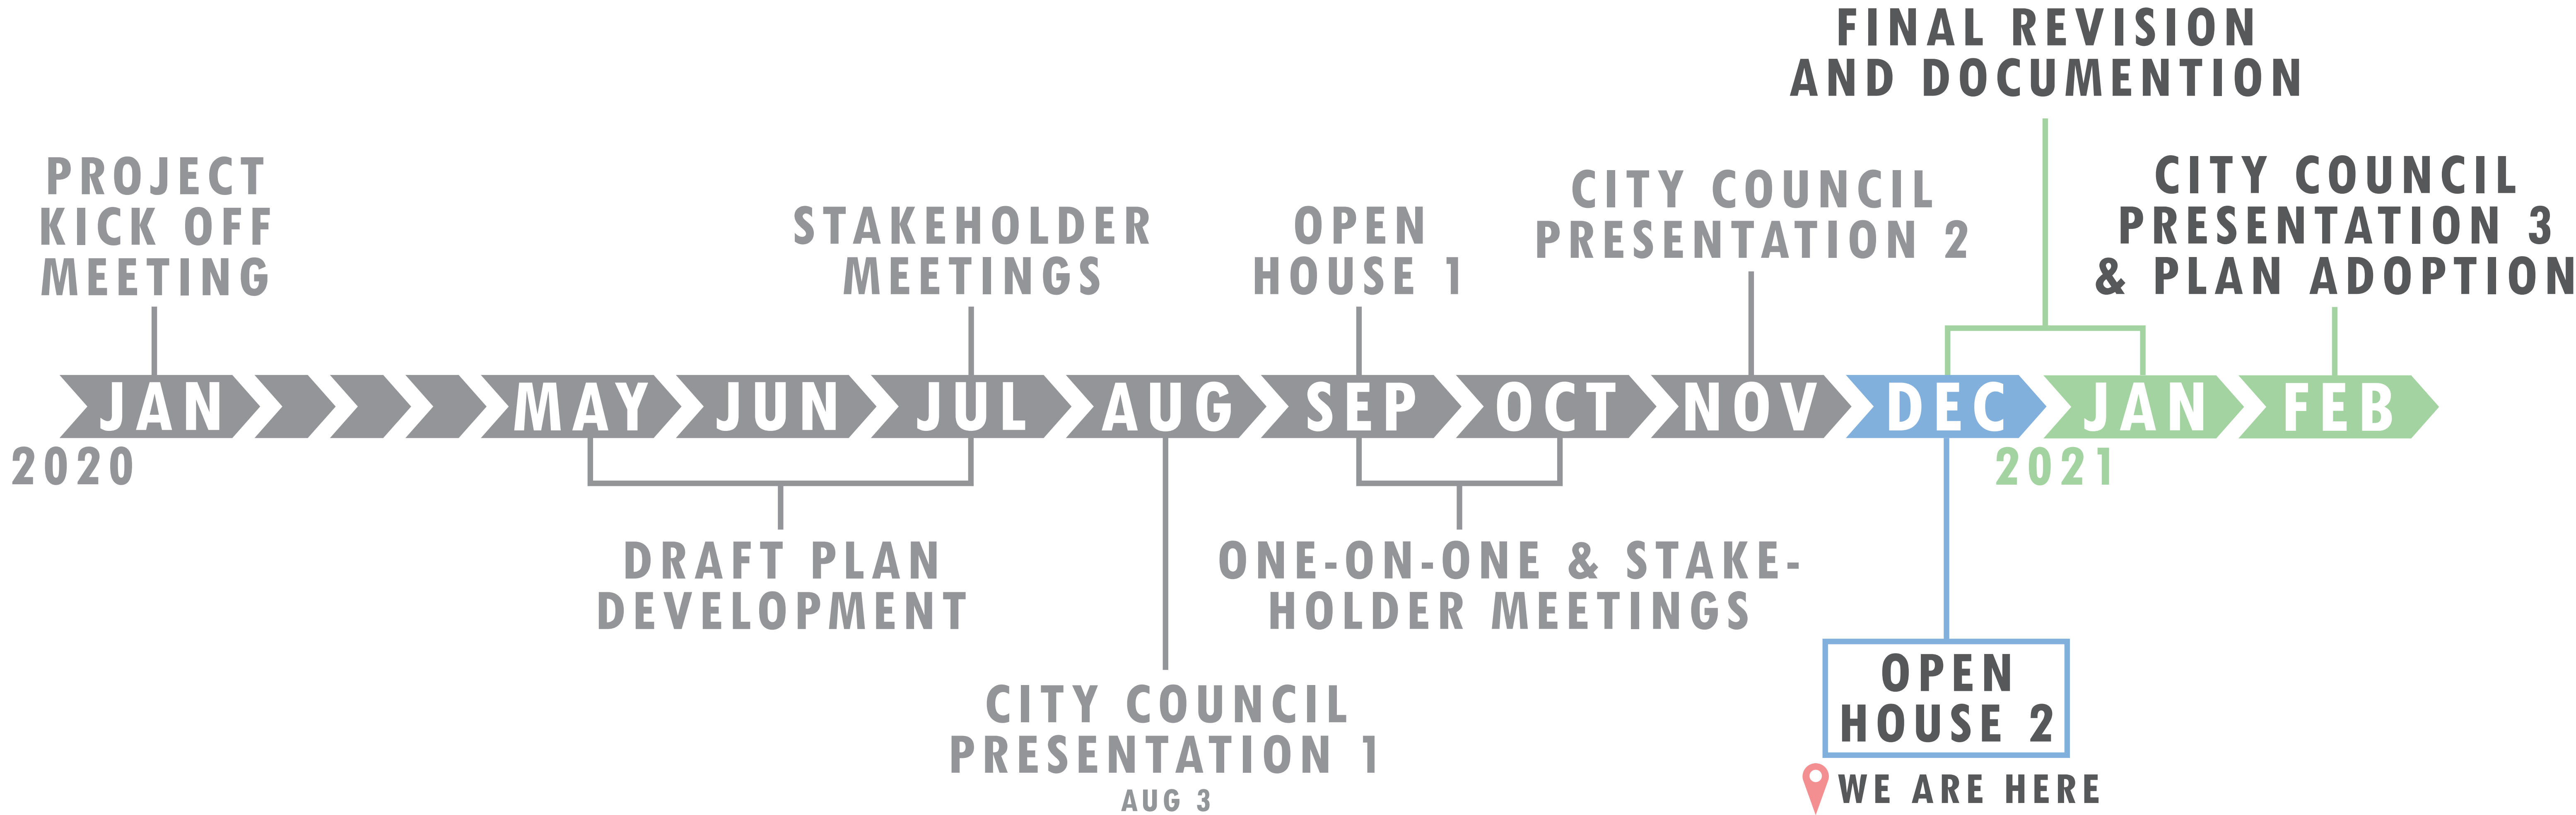 FINAL REVISION
AND DOCUMENTION
PROJECT
KICK OFF
MEETING
STAKEHOLDER
MEETINGS
OPEN
HOUSE 1
CITY COUNCIL
PRESENTATION 2
CITY COUNCIL
PRESENTATION 3
& PLAN ADOPTION
JAN MAY JUN JUL AUG SEP OCT NOV DEC JAN FEB
2020 2021
DRAFT PLAN
DEVELOPMENT
ONE-ON-ONE & STAKE-
HOLDER MEETINGS
CITY COUNCIL
PRESENTATION 1
AUG 3
OPEN
HOUSE 2
WE ARE HERE